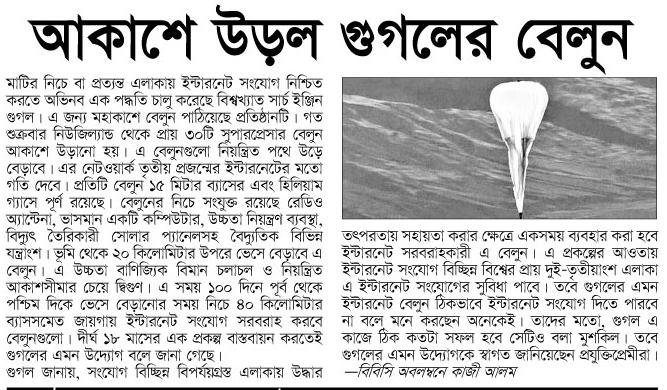 আকাশে উড়ল গুগলের বেলুন
মাটির নিচে বা প্রত্যন্ত এলাকায় ইন্টারনেট সংযোগ নিশ্চিত
করতে অভিনব এক পদ্ধতি চালু করেছে বিশ্বখ্যাত সার্চ ইঞ্জিন
গুগল। এ জন্য মহাকাশে বেলুন পাঠিয়েছে প্রতিষ্ঠানটি। গত
শুক্রবার নিউজিল্যান্ড থেকে প্রায় ৩০টি সুপারপ্রেসার বেলুন
আকাশে উড়ানো হয়। এ বেলুনগুলো নিয়ন্ত্রিত পথে উড়ে
বেড়াবে। এর নেটওয়ার্ক তৃতীয় প্রজন্মের ইন্টারনেটের মতো
গতি দেবে। প্রতিটি বেলুন ১৫ মিটার ব্যাসের এবং হিলিয়াম
গ্যাসে পূর্ণ রয়েছে। বেলুনের নিচে সংযুক্ত রয়েছে রেডিও
অ্যান্টেনা, ভাসমান একটি কম্পিউটার, উচ্চতা নিয়ন্ত্রণ ব্যবস্থা,
বিদ্যুৎ তৈরিকারী সোলার প্যানেলসহ বৈদ্যুতিক বিভিন্ন
যন্ত্রাংশ। ভূমি থেকে ২০ কিলোমিটার উপরে ভেসে বেড়াবে এ
বেলুন। এ উচ্চতা বাণিজ্যিক বিমান চলাচল ও নিয়ন্ত্রিত
আকাশসীমার চেয়ে দ্বিগুণ। এ সময় ১০০ দিনে পূর্ব থেকে
পশ্চিম দিকে ভেসে বেড়ানোর সময় নিচে ৪০ কিলোমিটার
ব্যাসসমেত জায়গায় ইন্টারনেট সংযোগ সরবরাহ করবে
বেলুনগুলো। দীর্ঘ ১৮ মাসের এক প্রকল্প বাস্তবায়ন করতেই
গুগলের এমন উদ্যোগ বলে জানা গেছে।
গুগল জানায়, সংযোগ বিচ্ছিন্ন বিপর্যয়গ্রস্ত এলাকায় উদ্ধার
তৎপরতায় সহায়তা করার ক্ষেত্রে একসময় ব্যবহার করা হবে
ইন্টারনেট সরবরাহকারী এ বেলুন। এ প্রকল্পের আওতায়
ইন্টারনেট সংযোগ বিচ্ছিন্ন বিশ্বের প্রায় দুই-তৃতীয়াংশ এলাকা
এ ইন্টারনেট সংযোগের সুবিধা পাবে। তবে গুগলের এমন
ইন্টারনেট বেলুন ঠিকভাবে ইন্টারনেট সংযোগ দিতে পারবে
না বলে মনে করছেন অনেকেই। তাদের মতো, গুগল এ
কাজে ঠিক কতটা সফল হবে সেটিও বলা মুশকিল। তবে
গুগলের এমন উদ্যোগকে স্বাগত জানিয়েছেন প্রযুক্তিপ্রেমীরা।
—বিবিসি অবলম্বনে কাজী আলম